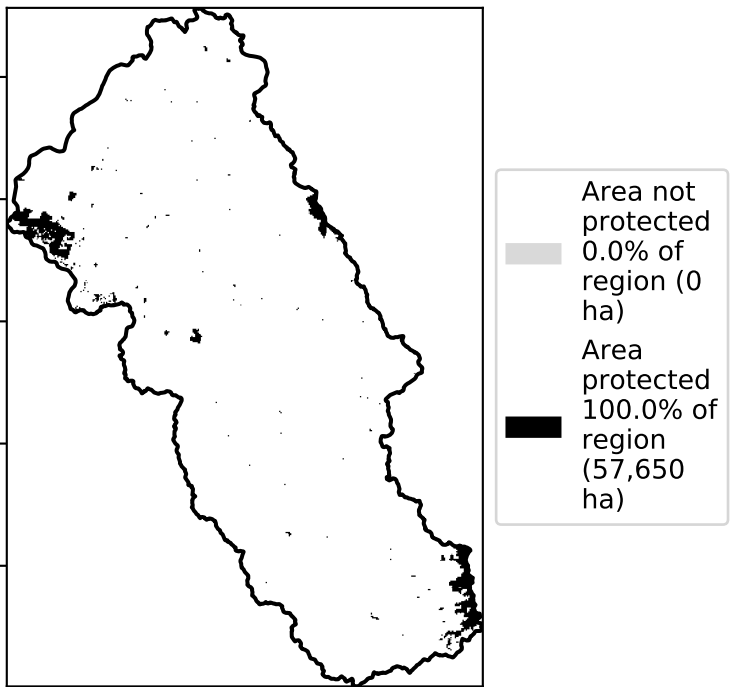 Area not
protected
0.0% of
region (0
ha)
Area
protected
100.0% of
region
(57,650
ha)